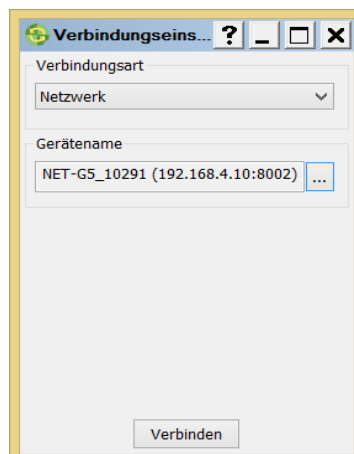 Verbindungseins...
Verbindungsart
Netzwerk
Gerätename
NET-G5_10291 (192.168.4.10:8002)
...
Verbinden